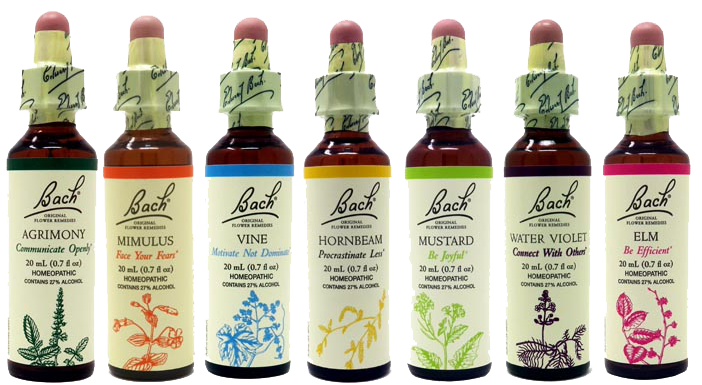 Bach®
ORIGINAL
FLOWER REMEDIES
AGRIMONY
Communicate Openly†
20 mL (0.7 fl oz)
HOMEOPATHIC
CONTAINS 27% ALCOHOL
Bach®
ORIGINAL
FLOWER REMEDIES
MIMULUS
Face Your Fears†
20 mL (0.7 fl oz)
HOMEOPATHIC
CONTAINS 27% ALCOHOL
Bach®
ORIGINAL
FLOWER REMEDIES
VINE
Motivate Not Dominate†
20 mL (0.7 fl oz)
HOMEOPATHIC
CONTAINS 27% ALCOHOL
Bach®
ORIGINAL
FLOWER REMEDIES
HORNBEAM
Procrastinate Less†
20 mL (0.7 fl oz)
HOMEOPATHIC
CONTAINS 27% ALCOHOL
Bach®
ORIGINAL
FLOWER REMEDIES
MUSTARD
Be Joyful†
20 mL (0.7 fl oz)
HOMEOPATHIC
CONTAINS 27% ALCOHOL
Bach®
ORIGINAL
FLOWER REMEDIES
WATER VIOLET
Connect With Others†
20 mL (0.7 fl oz)
HOMEOPATHIC
CONTAINS 27% ALCOHOL
Bach®
ORIGINAL
FLOWER REMEDIES
ELM
Be Efficient†
20 mL (0.7 fl oz)
HOMEOPATHIC
CONTAINS 27% ALCOHOL